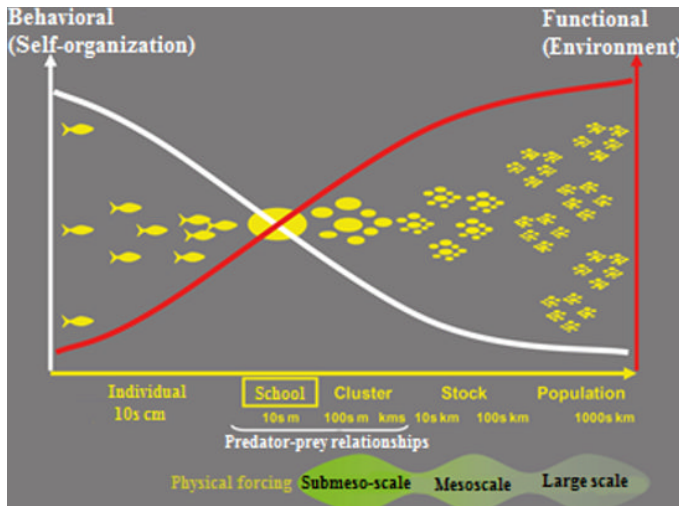 Behavioral
(Self-organization)
Functional
(Environment)
Individual
10s cm
School
10s m
Cluster
100s m kms
Stock
10s km 100s km
Population
1000s km
Predator-prey relationships
Physical forcing
Submeso-scale
Mesoscale
Large scale